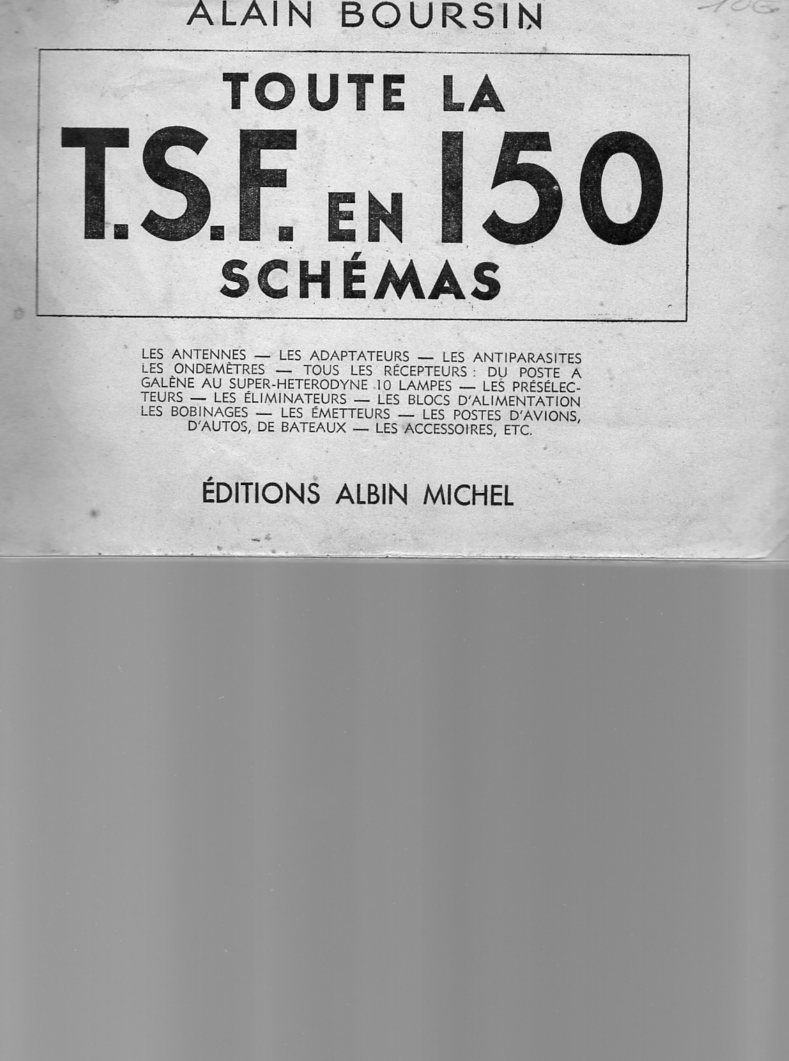 ALAIN BOURSIN
TOUTE LA
T.S.F. EN 150
SCHÉMAS
LES ANTENNES — LES ADAPTATEURS — LES ANTIPARASITES
LES ONDEMÈTRES — TOUS LES RÉCEPTEURS : DU POSTE A
GALÈNE AU SUPER-HETERODYNE 10 LAMPES — LES PRÉSÉLEC-
TEURS — LES ÉLIMINATEURS — LES BLOCS D'ALIMENTATION
LES BOBINAGES — LES ÉMETTEURS — LES POSTES D'AVIONS,
D'AUTOS, DE BATEAUX — LES ACCESSOIRES, ETC.
ÉDITIONS ALBIN MICHEL